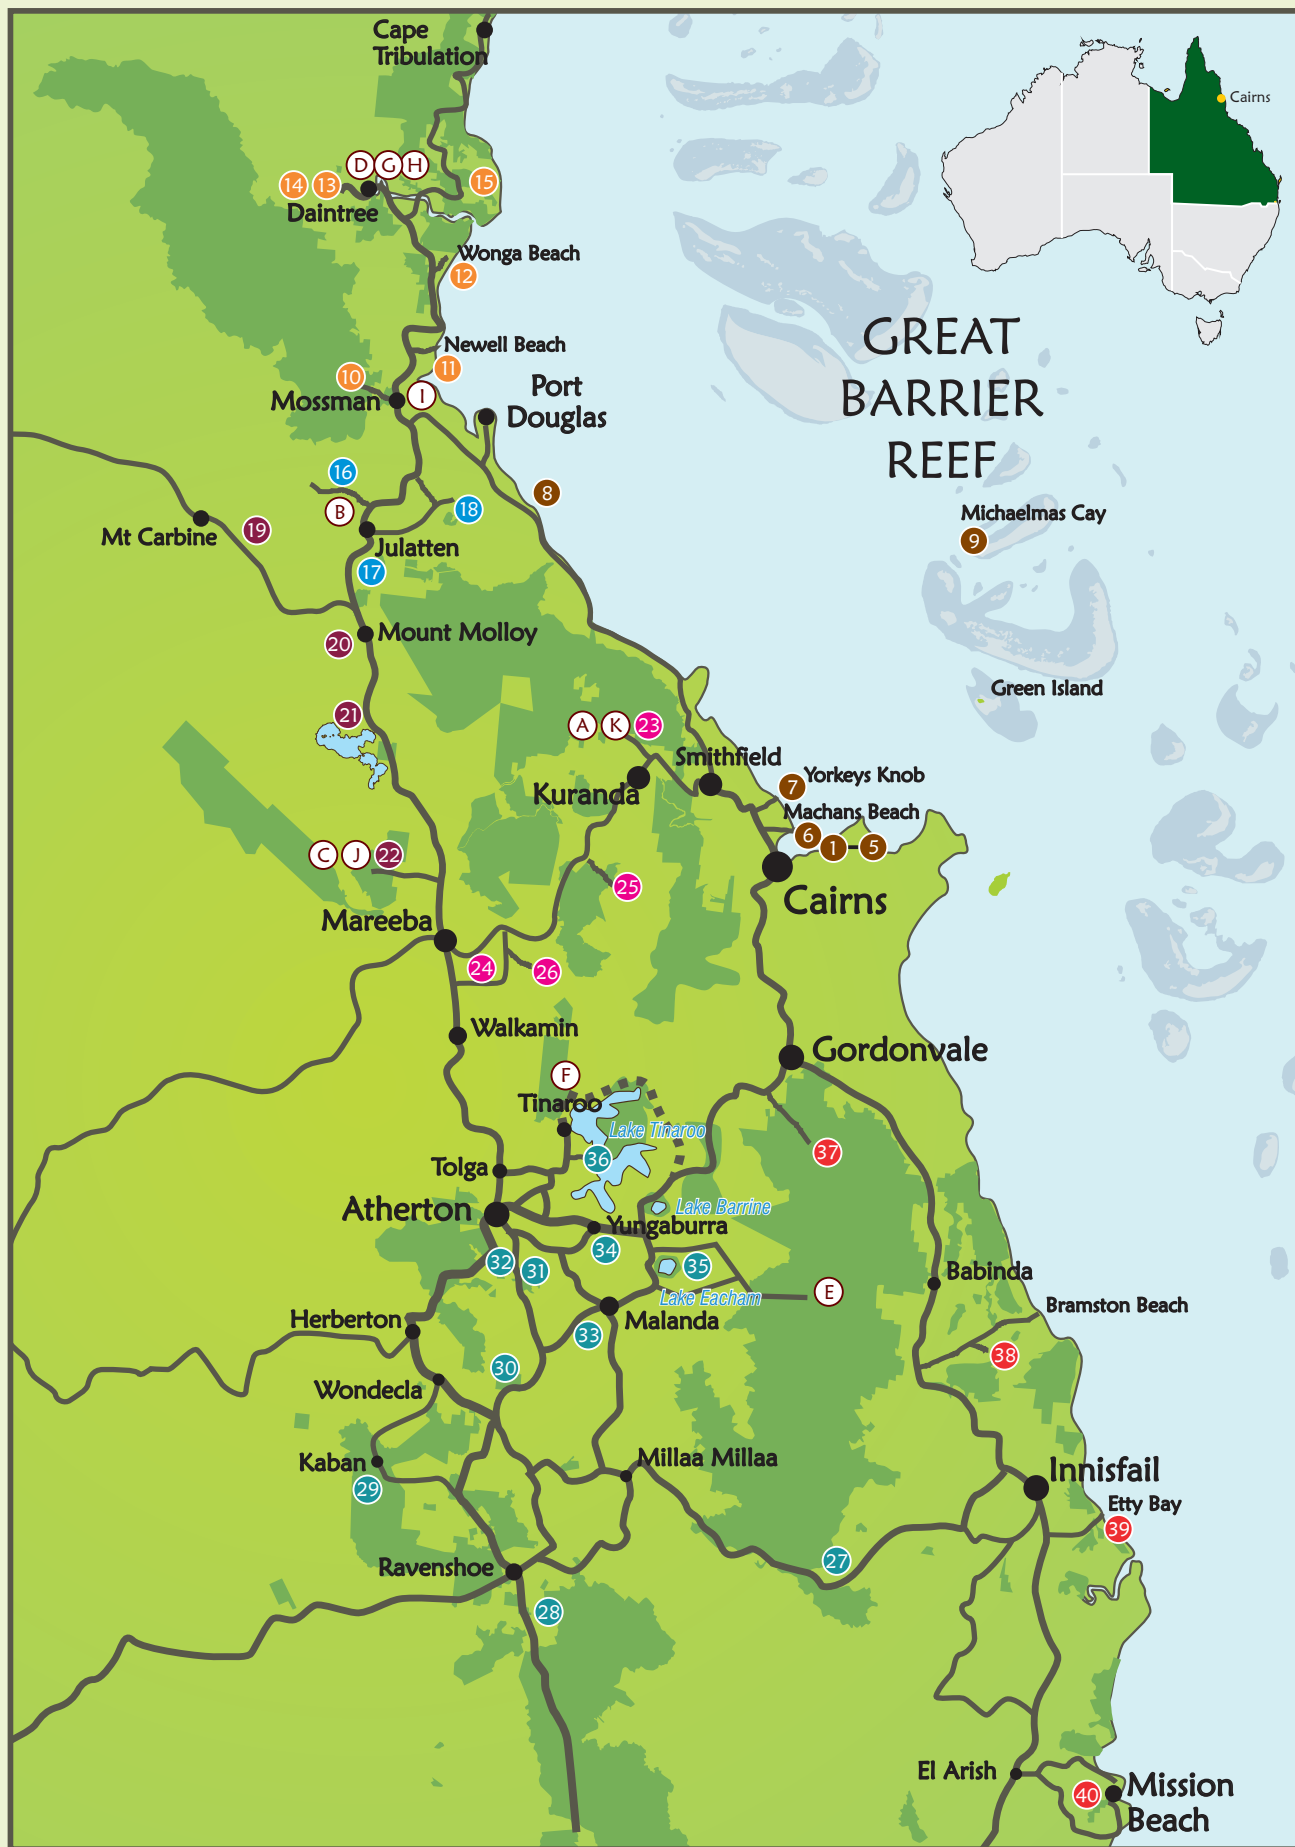 Cape
Tribulation
Cairns
D
G
H
14
13
15
Daintree
Wonga Beach
12
GREAT
BARRIER
REEF
Newell Beach
11
10
I
Mossman
Port
Douglas
16
8
B
18
Michaelmas Cay
9
19
Mt Carbine
Julatten
17
20
Mount Molloy
Green Island
21
A
K
23
Smithfield
Kuranda
7
Yorkeys Knob
Machans Beach
6
1
5
C
J
22
25
Cairns
Mareeba
24
26
Walkamin
Gordonvale
F
Tinaroo
Lake Tinaroo
36
37
Tolga
Atherton
Lake Barrine
Yungaburra
32
31
34
35
E
Babinda
Lake Eacham
Herberton
Malanda
Bramston Beach
33
38
30
Wondecla
Kaban
29
Millaa Millaa
Innisfail
Etty Bay
39
27
Ravenshoe
28
El Arish
40
Mission
Beach